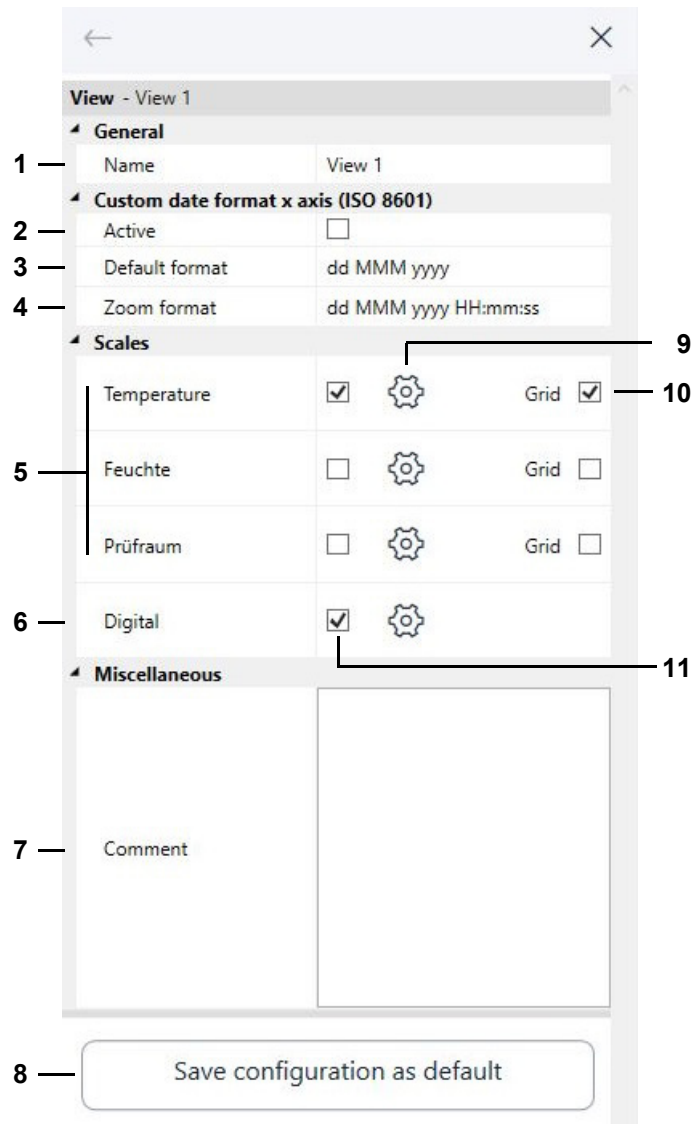 View - View 1
General
1 Name View 1
Custom date format x axis (ISO 8601)
2 Active
3 Default format dd MMM yyyy
4 Zoom format dd MMM yyyy HH:mm:ss
Scales
9
Temperature Grid 10
5 Feuchte Grid
Prüfraum Grid
6 Digital
11
Miscellaneous
7 Comment
8 Save configuration as default